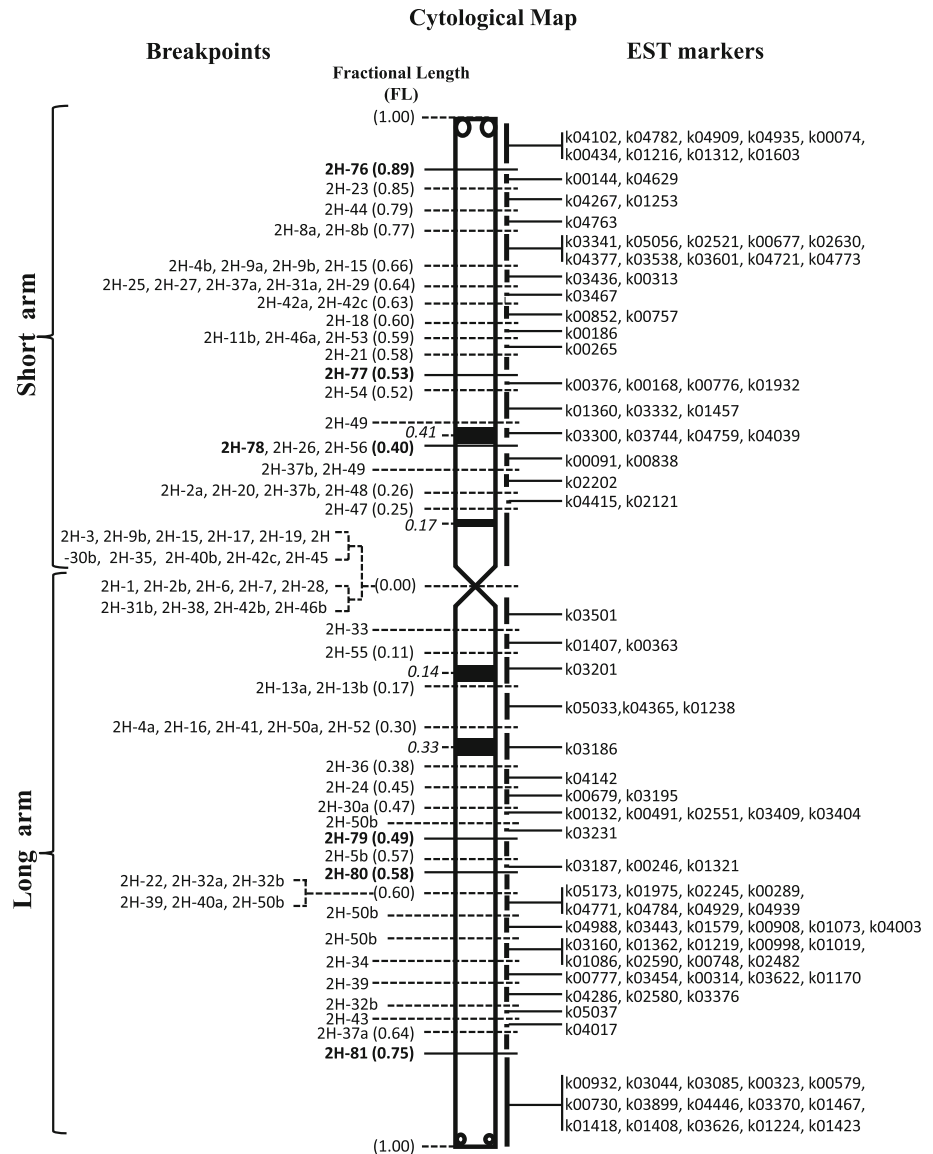 Cytological Map
Breakpoints
EST markers
Fractional Length
(FL)
(1.00)
k04102, k04782, k04909, k04935, k00074,
k00434, k01216, k01312, k01603
2H-76 (0.89)
k00144, k04629
2H-23 (0.85)
k04267, k01253
2H-44 (0.79)
k04763
2H-8a, 2H-8b (0.77)
k03341, k05056, k02521, k00677, k02630,
k04377, k03538, k03601, k04721, k04773
2H-4b, 2H-9a, 2H-9b, 2H-15 (0.66)
k03436, k00313
2H-25, 2H-27, 2H-37a, 2H-31a, 2H-29 (0.64)
k03467
2H-42a, 2H-42c (0.63)
k00852, k00757
2H-18 (0.60)
k00186
2H-11b, 2H-46a, 2H-53 (0.59)
k00265
2H-21 (0.58)
2H-77 (0.53)
k00376, k00168, k00776, k01932
2H-54 (0.52)
k01360, k03332, k01457
2H-49
0.41
k03300, k03744, k04759, k04039
2H-78, 2H-26, 2H-56 (0.40)
k00091, k00838
2H-37b, 2H-49
k02202
2H-2a, 2H-20, 2H-37b, 2H-48 (0.26)
k04415, k02121
2H-47 (0.25)
0.17
2H-3, 2H-9b, 2H-15, 2H-17, 2H-19, 2H
-30b, 2H-35, 2H-40b, 2H-42c, 2H-45
(0.00)
2H-1, 2H-2b, 2H-6, 2H-7, 2H-28,
2H-31b, 2H-38, 2H-42b, 2H-46b
Short arm
k03501
2H-33
k01407, k00363
2H-55 (0.11)
0.14
k03201
2H-13a, 2H-13b (0.17)
k05033,k04365, k01238
2H-4a, 2H-16, 2H-41, 2H-50a, 2H-52 (0.30)
0.33
k03186
2H-36 (0.38)
k04142
2H-24 (0.45)
k00679, k03195
2H-30a (0.47)
k00132, k00491, k02551, k03409, k03404
2H-50b
k03231
2H-79 (0.49)
2H-5b (0.57)
k03187, k00246, k01321
2H-80 (0.58)
2H-22, 2H-32a, 2H-32b
(0.60)
2H-39, 2H-40a, 2H-50b
k05173, k01975, k02245, k00289,
k04771, k04784, k04929, k04939
2H-50b
k04988, k03443, k01579, k00908, k01073, k04003
2H-50b
k03160, k01362, k01219, k00998, k01019,
k01086, k02590, k00748, k02482
2H-34
k00777, k03454, k00314, k03622, k01170
2H-39
k04286, k02580, k03376
2H-32b
k05037
2H-43
k04017
2H-37a (0.64)
2H-81 (0.75)
k00932, k03044, k03085, k00323, k00579,
k00730, k03899, k04446, k03370, k01467,
k01418, k01408, k03626, k01224, k01423
(1.00)
Long arm